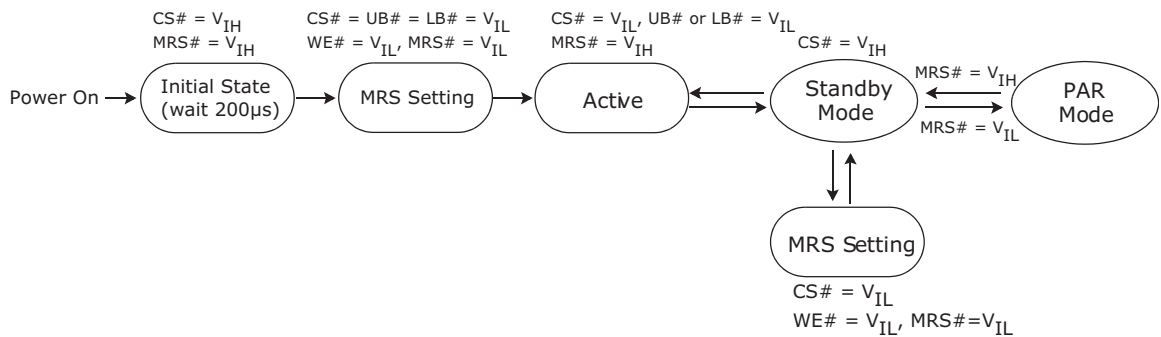 CS# = VIH
MRS# = VIH
CS# = UB# = LB# = VIL
WE# = VIL, MRS# = VIL
CS# = VIL, UB# or LB# = VIL
MRS# = VIH
CS# = VIH
Power On
Initial State
(wait 200µs)
MRS Setting
Active
Standby
Mode
MRS# = VIH
MRS# = VIL
PAR
Mode
MRS Setting
CS# = VIL
WE# = VIL, MRS#=VIL